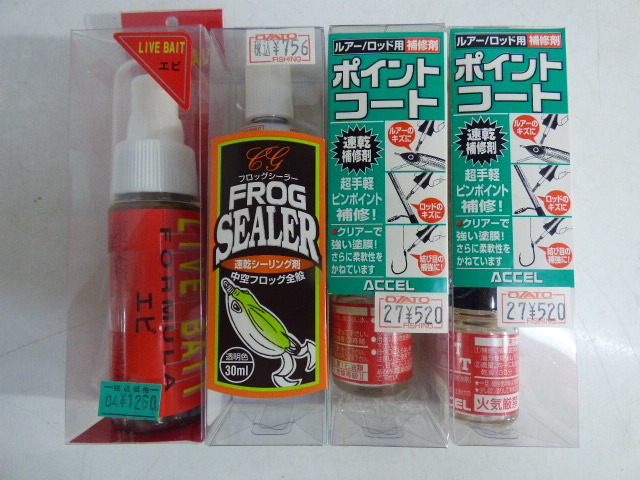 LIVE BAIT
エビ
LIVE BAIT
FORMULA
エビ
税込価格
04¥1260
OSATO
税込¥756
FISHING
CG
フロッグシーラー
FROG
SEALER
速乾シーリング剤
中空フロッグ全般
透明色
30ml
ルアー/ロッド用 補修剤
ポイント
コート
速乾
補修剤
ルアーの
キズに
超手軽
ピンポイント
補修!
ロッドの
キズに
・クリアーで
強い塗膜!
さらに柔軟性を
かねています
結び目の
補強に!
ACCEL
27¥520
FISHING
ルアー/ロッド用 補修剤
ポイント
コート
速乾
補修剤
ルアーの
キズに
超手軽
ピンポイント
補修!
ロッドの
キズに
・クリアーで
強い塗膜!
さらに柔軟性を
かねています
結び目の
補強に!
ACCEL
27¥520
FISHING
ACCEL
火気厳禁